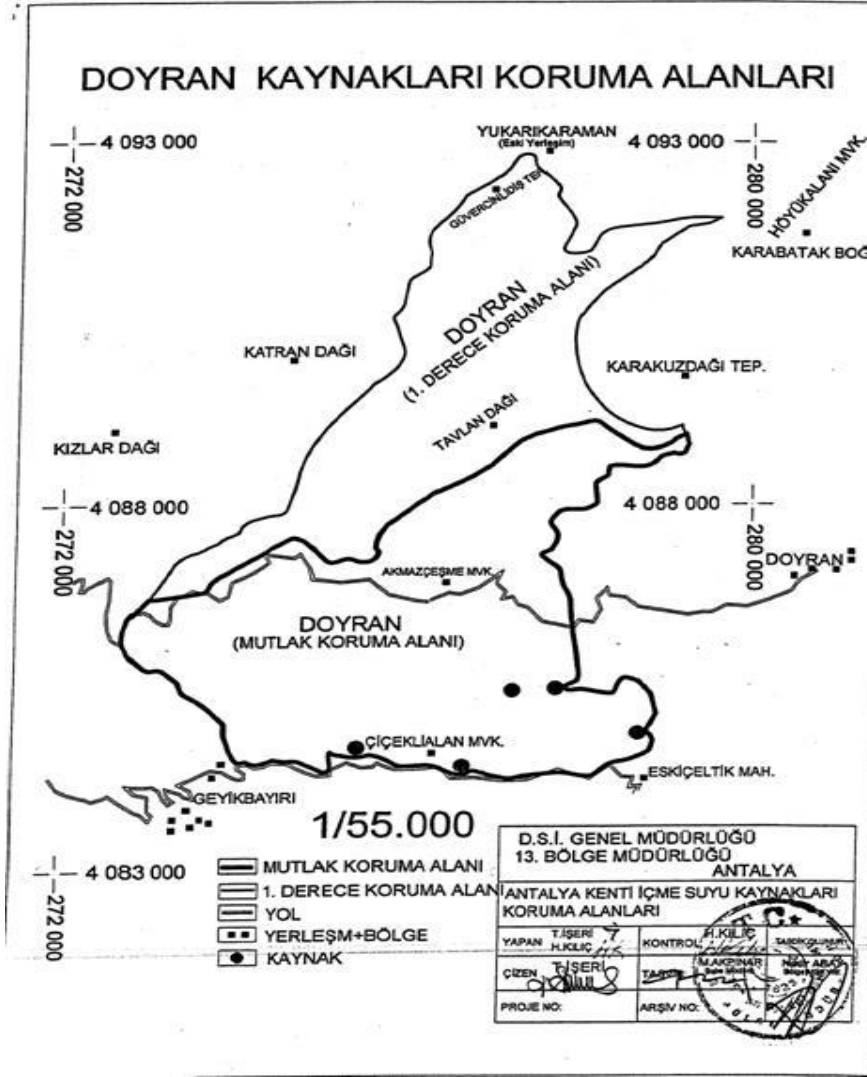 DOYRAN KAYNAKLARI KORUMA ALANLARI
4 093 000
272 000
YUKARIKARAMAN
(Eski Yerleşim)
4 093 000
280 000
HÖYÜKALANI MVK.
GÜVERCİNLİDİŞ TEP.
KARABATAK BOĞ
DOYRAN
(1. DERECE KORUMA ALANI)
KATRAN DAĞI
KARAKUZDAĞI TEP.
TAVLAN DAĞI
KIZLAR DAĞI
4 088 000
272 000
4 088 000
280 000
DOYRAN
AKMAZÇEŞME MVK.
DOYRAN
(MUTLAK KORUMA ALANI)
ÇİÇEKLİALAN MVK.
ESKİÇELTİK MAH.
GEYİKBAYIRI
1/55.000
4 083 000
272 000
MUTLAK KORUMA ALANI
1. DERECE KORUMA ALANI
YOL
YERLEŞM+BÖLGE
KAYNAK
D.S.İ. GENEL MÜDÜRLÜĞÜ
13. BÖLGE MÜDÜRLÜĞÜ
ANTALYA
ANTALYA KENTİ İÇME SUYU KAYNAKLARI
KORUMA ALANLARI
YAPAN T.İŞERİ H.KILIÇ
KONTROL H.KILIÇ
ÇİZEN T.İŞERİ
M.AKPINAR
PROJE NO:
ARŞİV NO:
T.C.